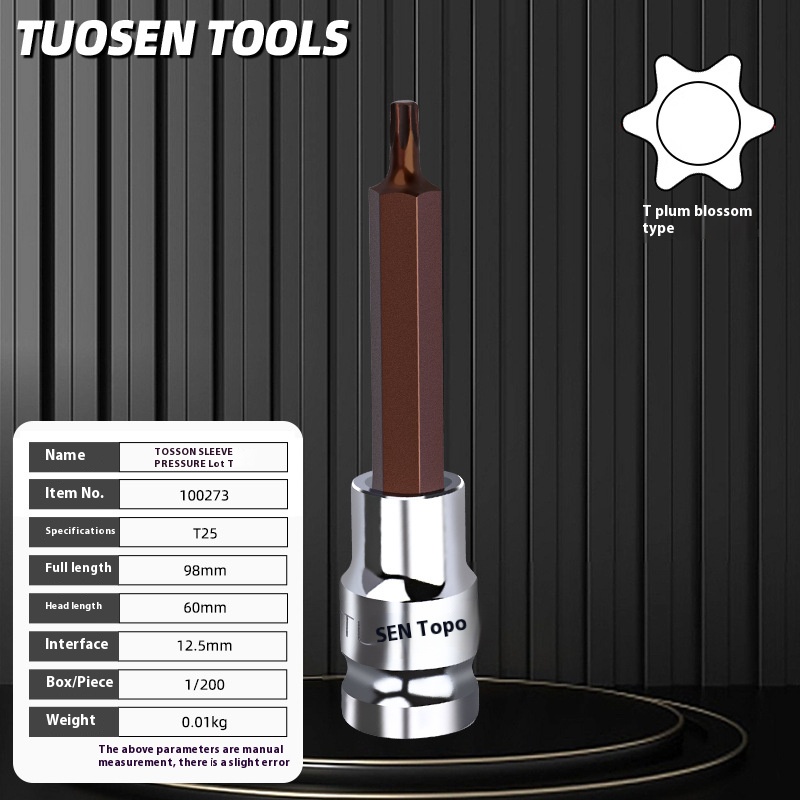 TUOSEN TOOLS
T plum blossom
type
Name
TOSSON SLEEVE
PRESSURE Lot T
Item No.
100273
Specifications
T25
Full length
98mm
Head length
60mm
Interface
12.5mm
Box/Piece
1/200
Weight
0.01kg
The above parameters are manual
measurement, there is a slight error
SEN Topo